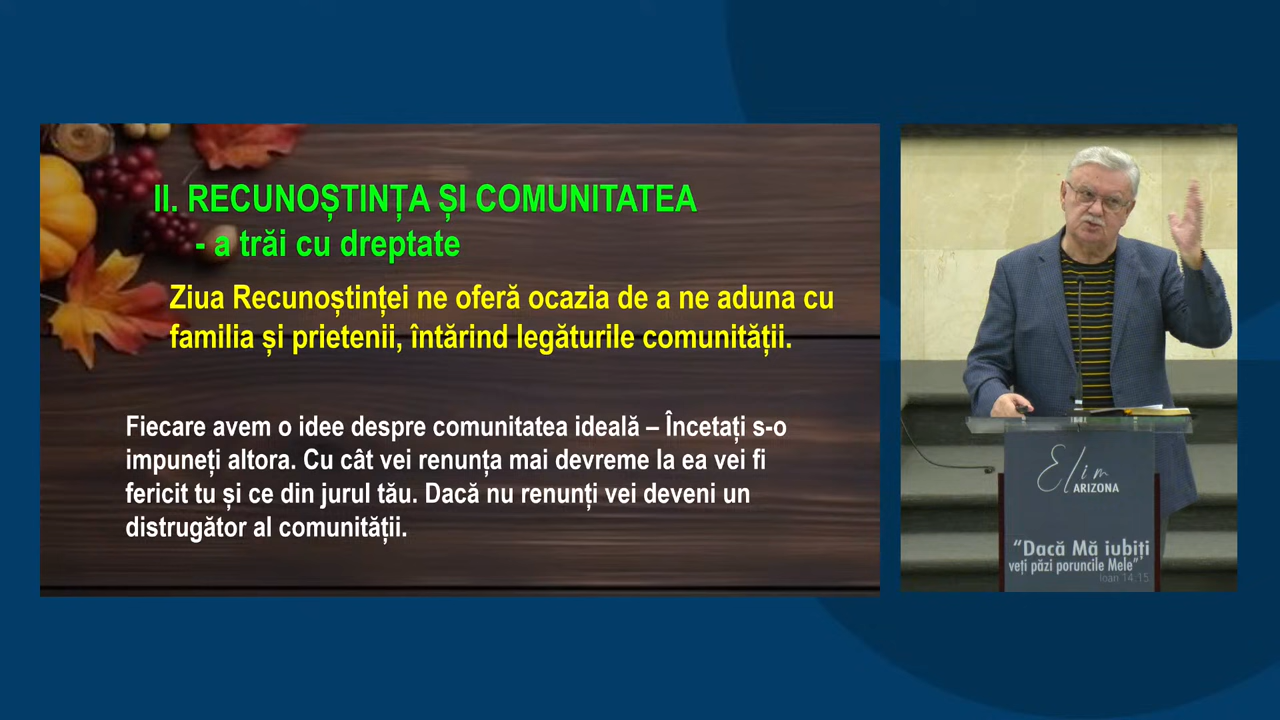 II. RECUNOȘTINȚA ȘI COMUNITATEA
- a trăi cu dreptate
Ziua Recunoștinței ne oferă ocazia de a ne aduna cu
familia și prietenii, întărind legăturile comunității.
Fiecare avem o idee despre comunitatea ideală – Încetați s-o
impuneți altora. Cu cât vei renunța mai devreme la ea vei fi
fericit tu și ce din jurul tău. Dacă nu renunți vei deveni un
distrugător al comunității.
Elim
ARIZONA
“Dacă Mă iubiți
veți păzi poruncile Mele”
Ioan 14:15